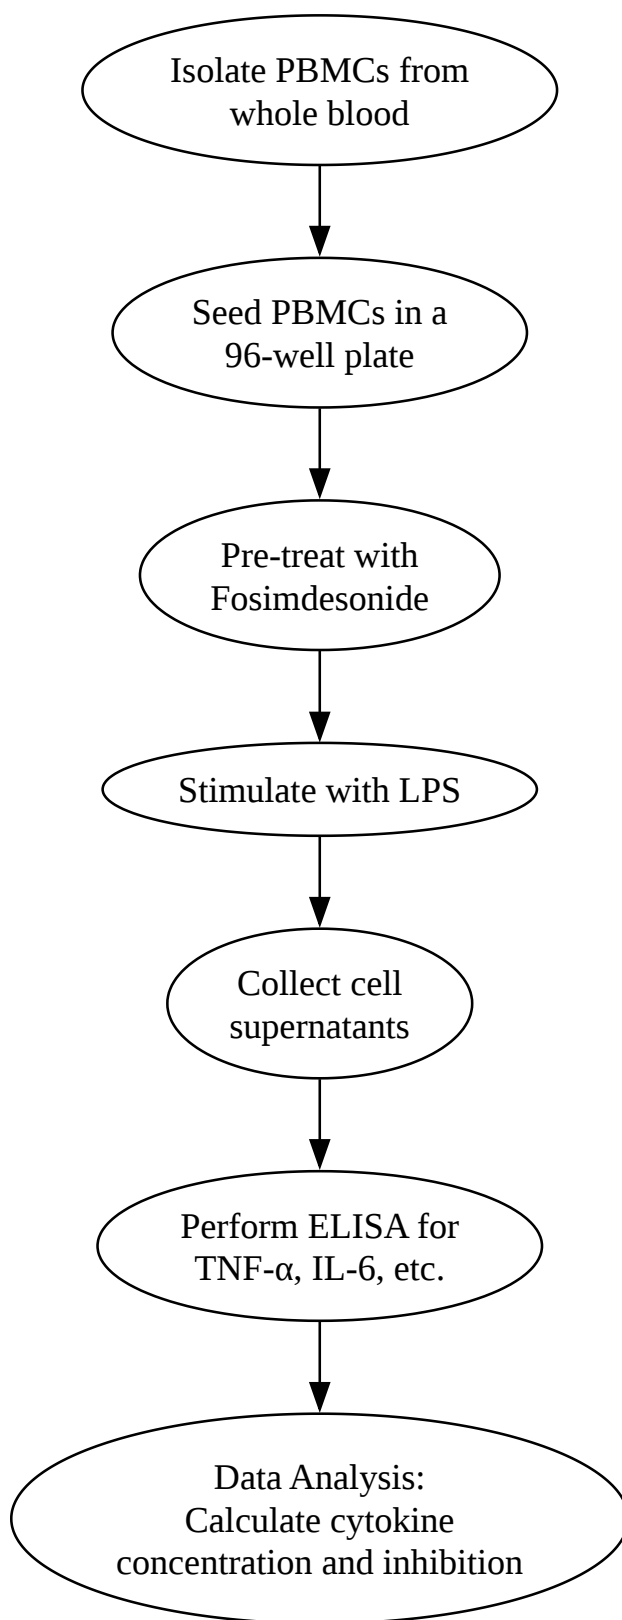 Isolate PBMCs from
whole blood
Seed PBMCs in a
96-well plate
Pre-treat with
Fosimdesonide
Stimulate with LPS
Collect cell
supernatants
Perform ELISA for
TNF-α, IL-6, etc.
Data Analysis:
Calculate cytokine
concentration and inhibition